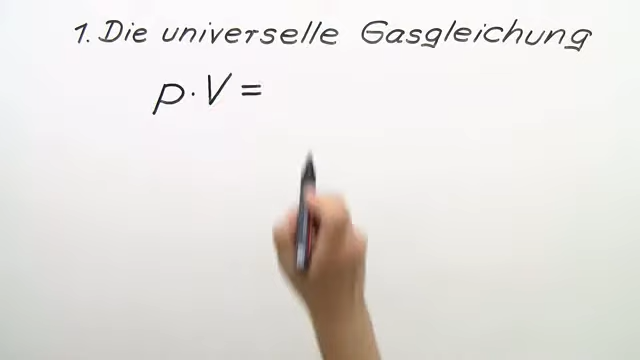 1. Die universelle Gasgleichung
p · V =